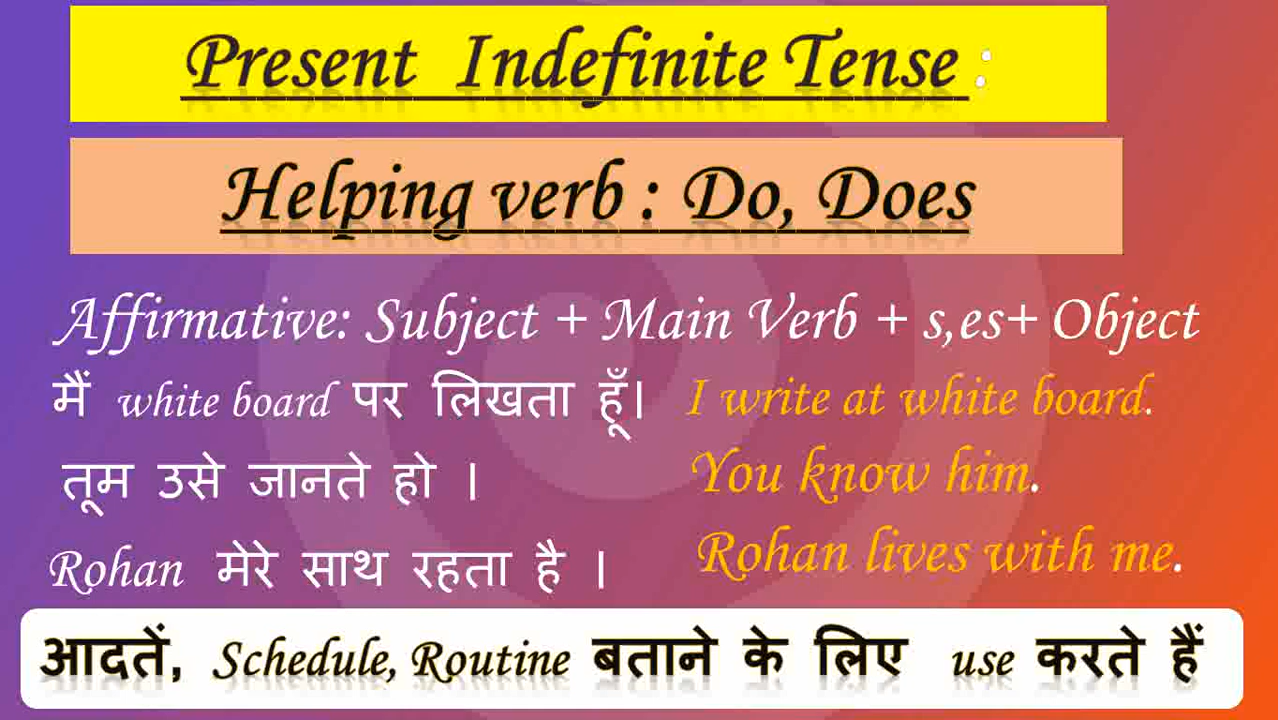 Present Indefinite Tense :
Helping verb : Do, Does
Affirmative: Subject + Main Verb + s,es+ Object
मैं white board पर लिखता हूँ। I write at white board.
तूम उसे जानते हो । You know him.
Rohan मेरे साथ रहता है । Rohan lives with me.
आदतें, Schedule, Routine बताने के लिए use करते हैं